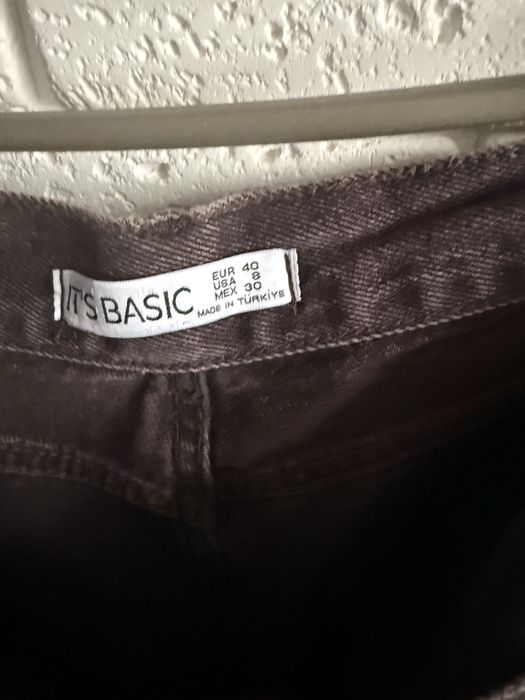 IT'S BASIC
EUR 40
USA 8
MEX 30
MADE IN TÜRKİYE